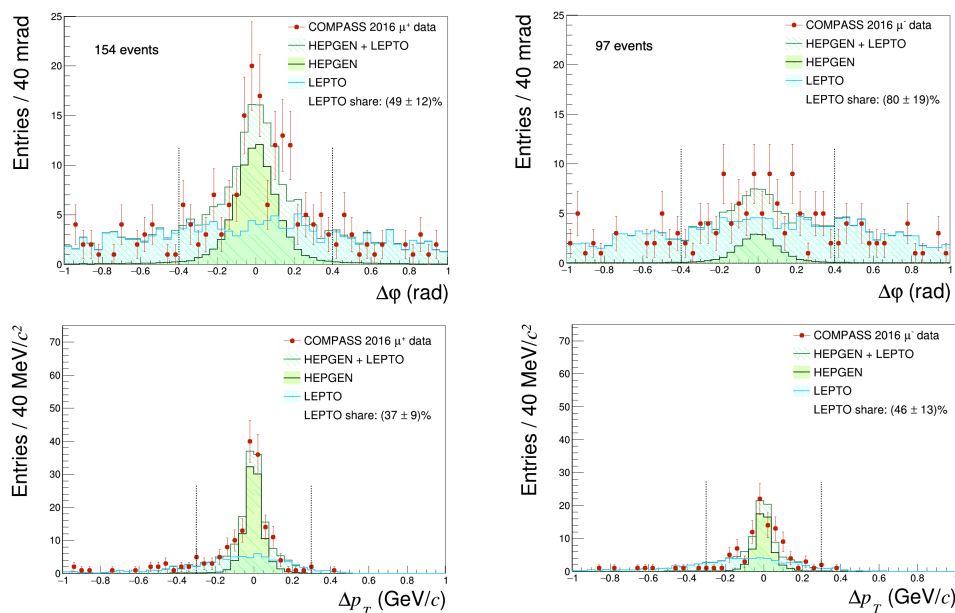 Entries / 40 mrad
25
20
15
10
5
0
154 events
COMPASS 2016 μ⁺ data
HEPGEN + LEPTO
HEPGEN
LEPTO
LEPTO share: (49 ± 12)%
-1 -0.8 -0.6 -0.4 -0.2 0 0.2 0.4 0.6 0.8 1
Δφ (rad)
Entries / 40 mrad
25
20
15
10
5
0
97 events
COMPASS 2016 μ⁻ data
HEPGEN + LEPTO
HEPGEN
LEPTO
LEPTO share: (80 ± 19)%
-1 -0.8 -0.6 -0.4 -0.2 0 0.2 0.4 0.6 0.8 1
Δφ (rad)
Entries / 40 MeV/c²
70
60
50
40
30
20
10
0
COMPASS 2016 μ⁺ data
HEPGEN + LEPTO
HEPGEN
LEPTO
LEPTO share: (37 ± 9)%
-1 -0.8 -0.6 -0.4 -0.2 0 0.2 0.4 0.6 0.8 1
Δp_T (GeV/c)
Entries / 40 MeV/c²
70
60
50
40
30
20
10
0
COMPASS 2016 μ⁻ data
HEPGEN + LEPTO
HEPGEN
LEPTO
LEPTO share: (46 ± 13)%
-1 -0.8 -0.6 -0.4 -0.2 0 0.2 0.4 0.6 0.8 1
Δp_T (GeV/c)